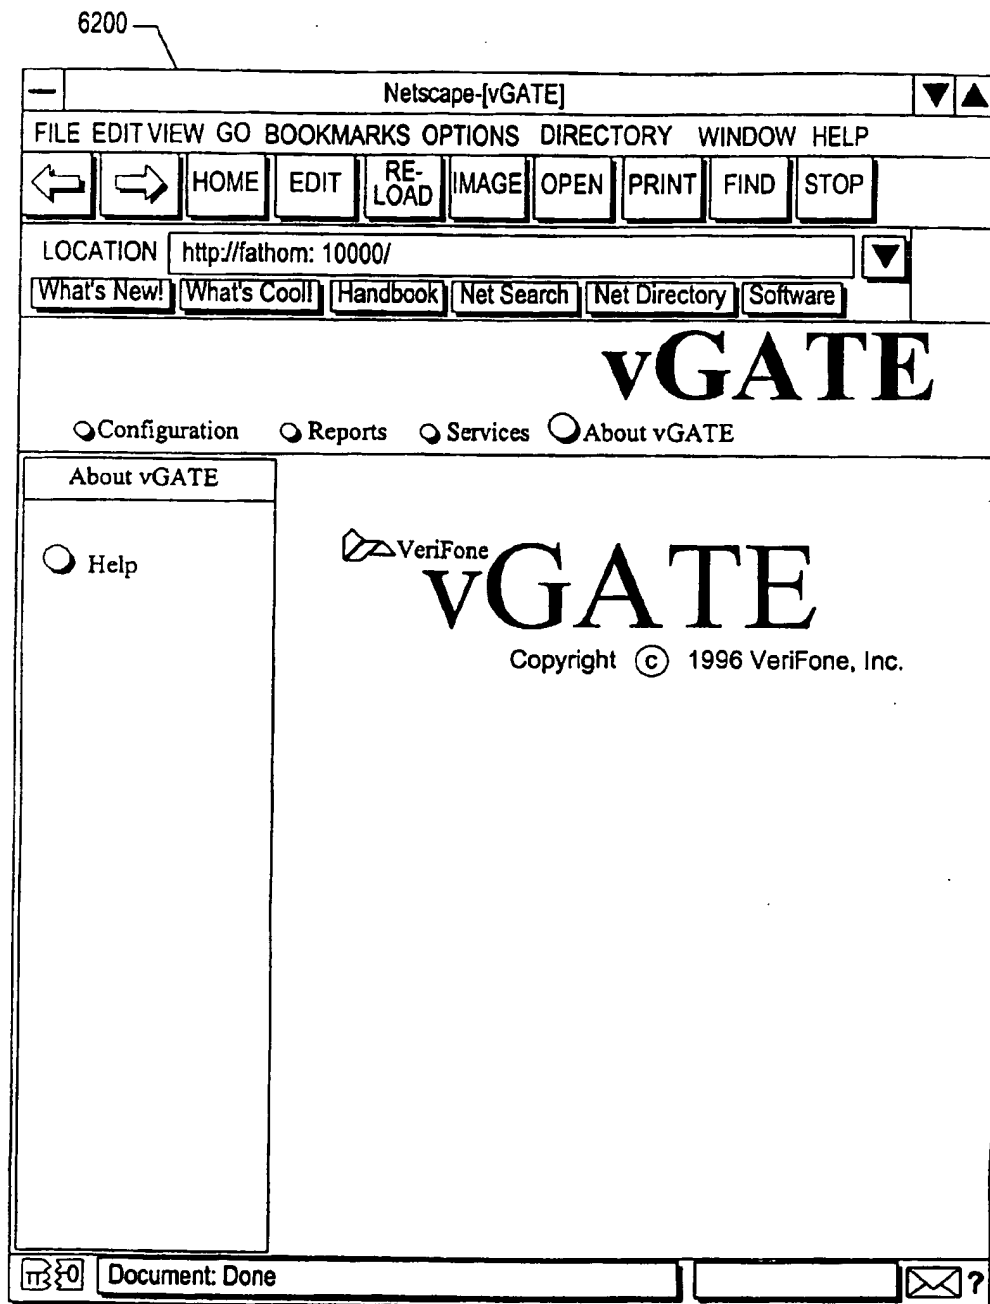 6200
Netscape-[vGATE]
FILE EDIT VIEW GO BOOKMARKS OPTIONS DIRECTORY WINDOW HELP
HOME EDIT RE-LOAD IMAGE OPEN PRINT FIND STOP
LOCATION http://fathom: 10000/
What's New! What's Cool! Handbook Net Search Net Directory Software
vGATE
Configuration Reports Services About vGATE
About vGATE
Help
VeriFone
vGATE
Copyright © 1996 VeriFone, Inc.
Document: Done
?